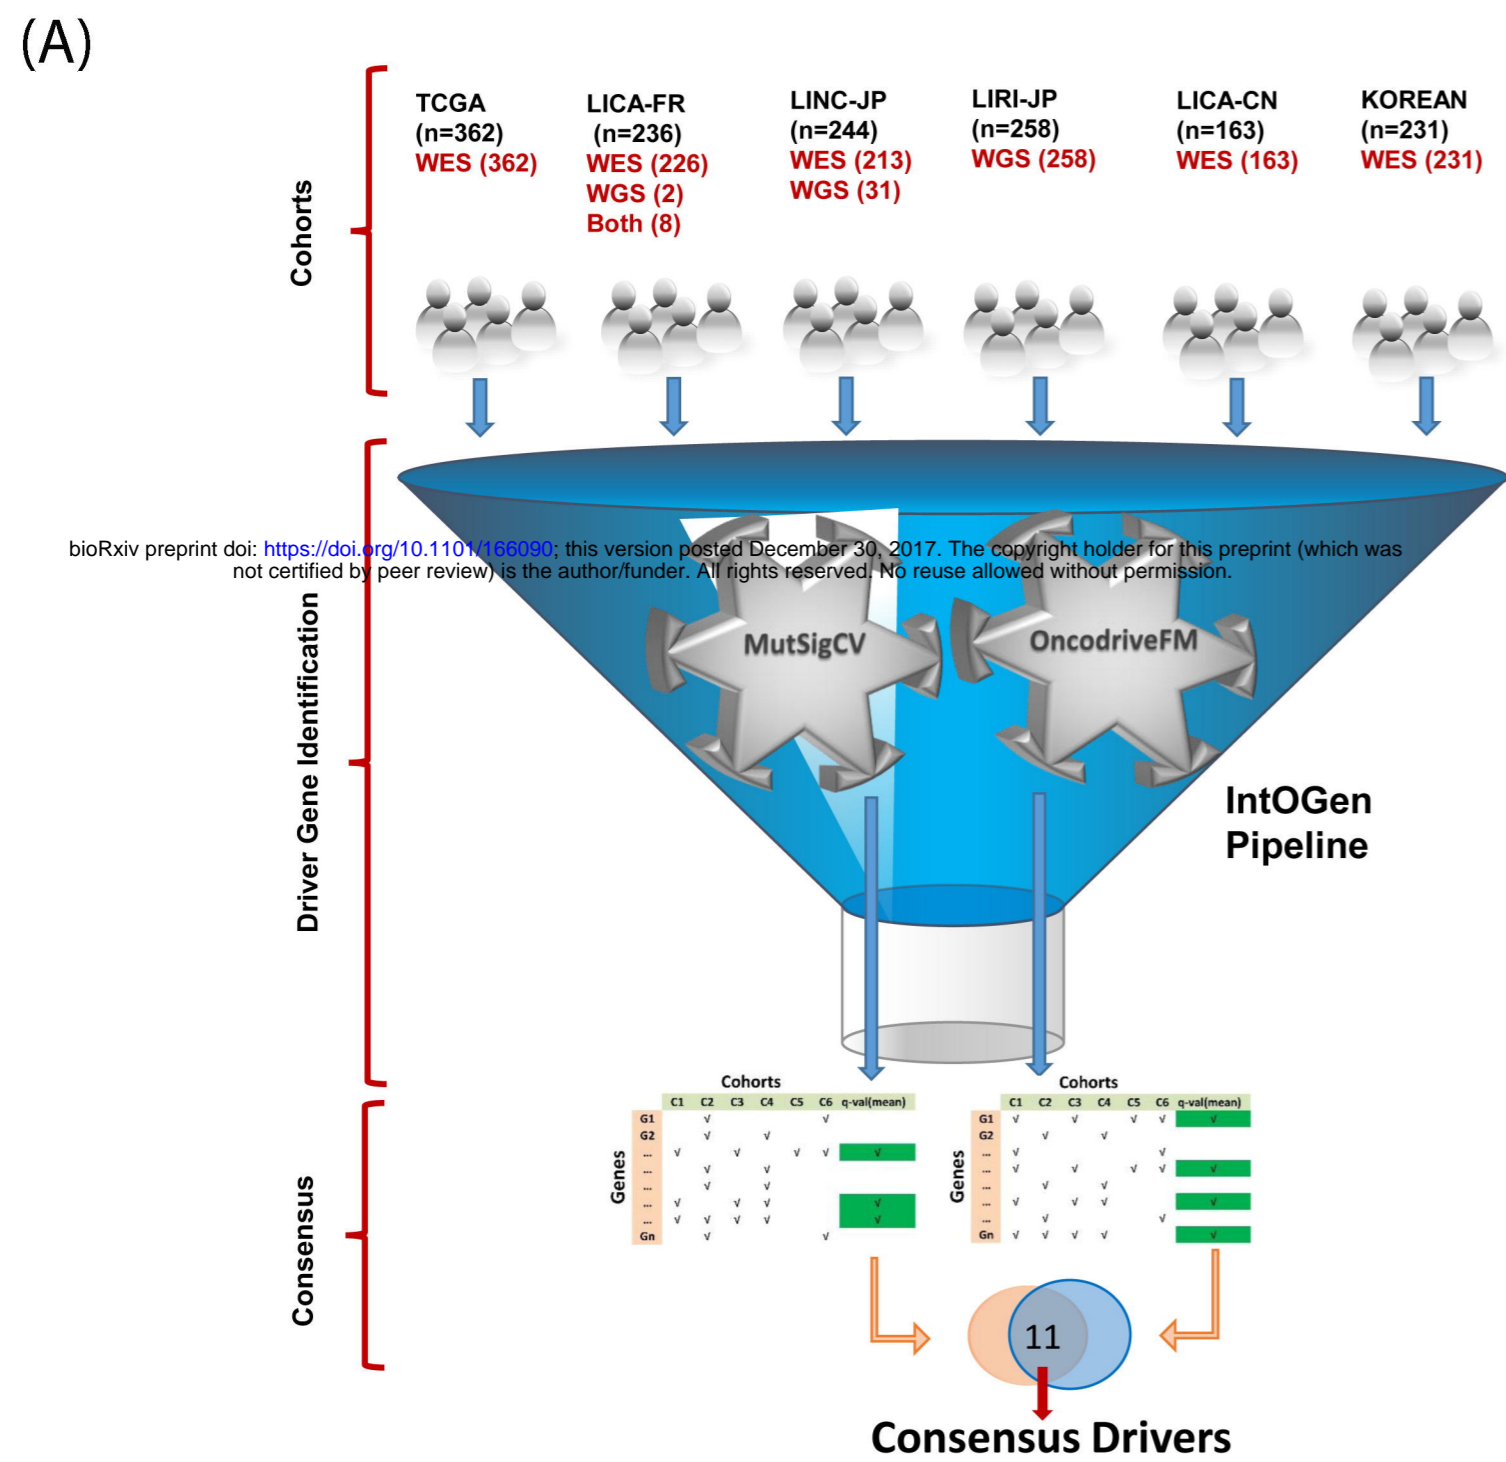 (A)
Cohorts
TCGA
(n=362)
WES (362)
LICA-FR
(n=236)
WES (226)
WGS (2)
Both (8)
LINC-JP
(n=244)
WES (213)
WGS (31)
LIRI-JP
(n=258)
WGS (258)
LICA-CN
(n=163)
WES (163)
KOREAN
(n=231)
WES (231)
bioRxiv preprint doi: https://doi.org/10.1101/166090; this version posted December 30, 2017. The copyright holder for this preprint (which was
not certified by peer review) is the author/funder. All rights reserved. No reuse allowed without permission.
Driver Gene Identification
MutSigCV
OncodriveFM
IntOGen
Pipeline
Consensus
Cohorts
C1 C2 C3 C4 C5 C6 q-val(mean)
Genes
G1 √ √
G2 √ √
... √ √ √ √ √
... √ √
... √ √
... √ √ √ √
... √ √ √ √ √
Gn √ √
Cohorts
C1 C2 C3 C4 C5 C6 q-val(mean)
Genes
G1 √ √ √ √ √
G2 √ √
... √ √
... √ √ √ √ √
... √ √
... √ √ √ √
... √ √
Gn √ √ √ √ √
11
Consensus Drivers